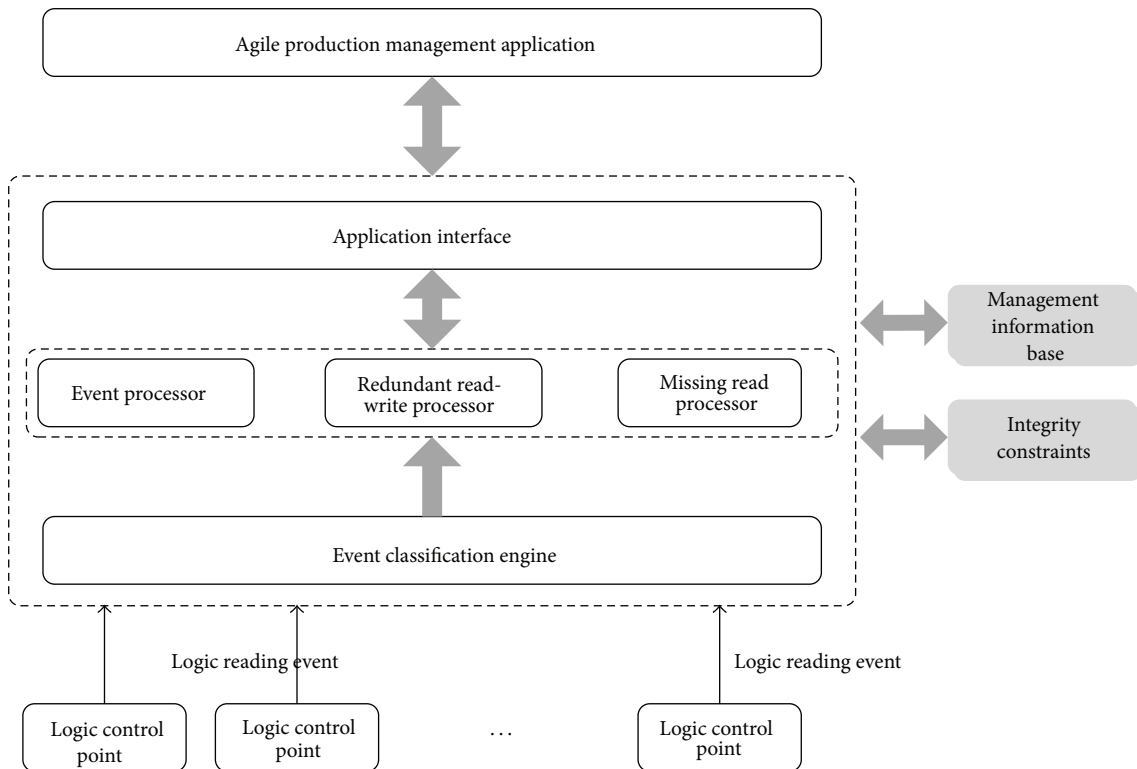 Agile production management application
Application interface
Management
information
base
Event processor
Redundant read-
write processor
Missing read
processor
Integrity
constraints
Event classification engine
Logic reading event
Logic reading event
Logic control
point
Logic control
point
...
Logic control
point